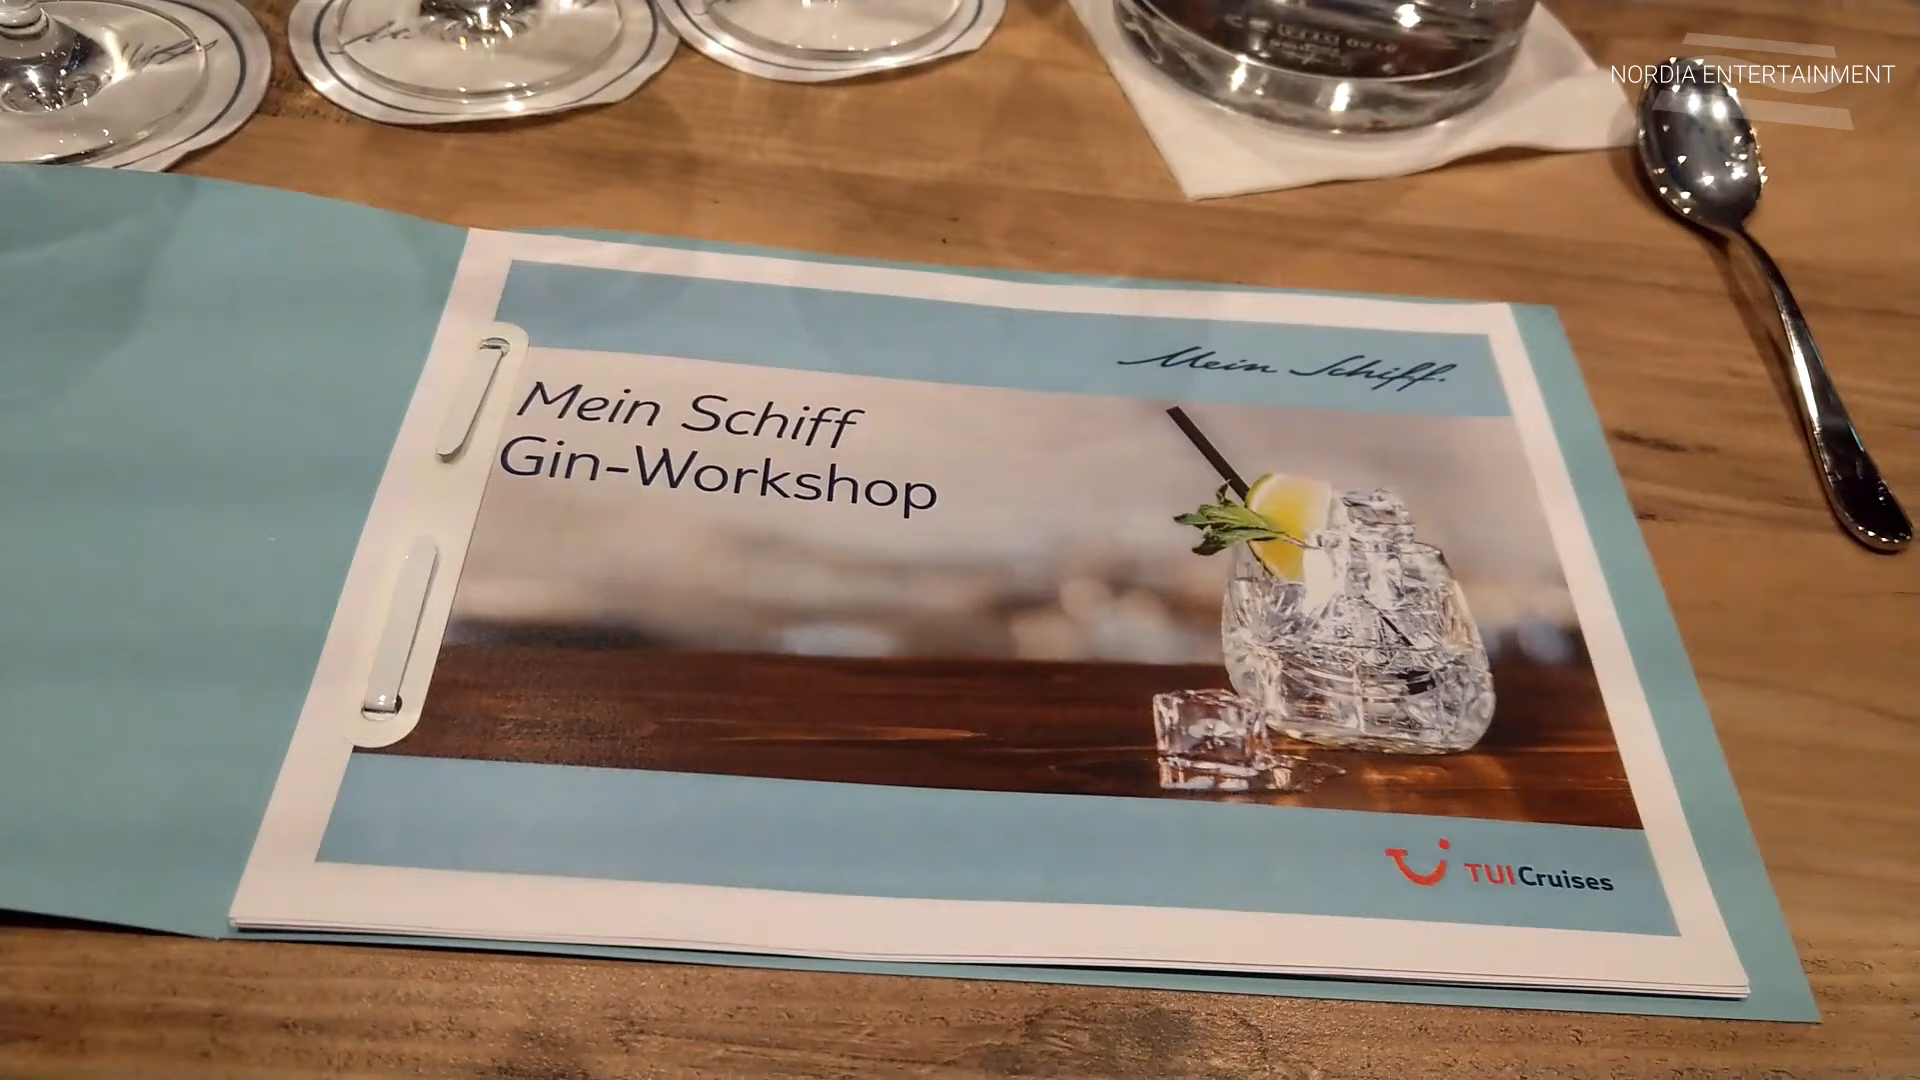 NORDIA ENTERTAINMENT
Mein Schiff.
Mein Schiff
Gin-Workshop
TUI Cruises